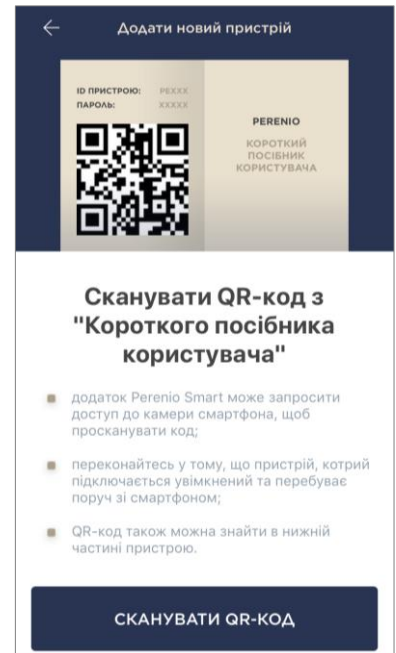 Додати новий пристрій
ID ПРИСТРОЮ: PEXXX
ПАРОЛЬ: XXXXX
PERENIO
КОРОТКИЙ
ПОСІБНИК
КОРИСТУВАЧА
Сканувати QR-код з
"Короткого посібника
користувача"
додаток Perenio Smart може запросити
доступ до камери смартфона, щоб
просканувати код;
переконайтесь у тому, що пристрій, котрий
підключається увімкнений та перебуває
поруч зі смартфоном;
QR-код також можна знайти в нижній
частині пристрою.
СКАНУВАТИ QR-КОД